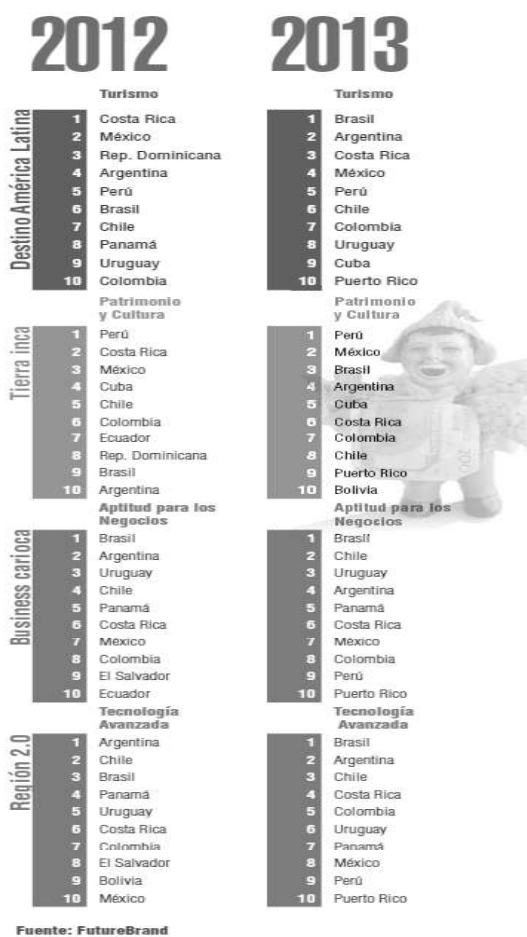 2012
Turismo
Destino América Latina
1 Costa Rica
2 México
3 Rep. Dominicana
4 Argentina
5 Perú
6 Brasil
7 Chile
8 Panamá
9 Uruguay
10 Colombia
Patrimonio
y Cultura
Tierra inca
1 Perú
2 Costa Rica
3 México
4 Cuba
5 Chile
6 Colombia
7 Ecuador
8 Rep. Dominicana
9 Brasil
10 Argentina
Aptitud para los
Negocios
Business carioca
1 Brasil
2 Argentina
3 Uruguay
4 Chile
5 Panamá
6 Costa Rica
7 México
8 Colombia
9 El Salvador
10 Ecuador
Tecnología
Avanzada
Región 2.0
1 Argentina
2 Chile
3 Brasil
4 Panamá
5 Uruguay
6 Costa Rica
7 Colombia
8 El Salvador
9 Bolivia
10 México
2013
Turismo
1 Brasil
2 Argentina
3 Costa Rica
4 México
5 Perú
6 Chile
7 Colombia
8 Uruguay
9 Cuba
10 Puerto Rico
Patrimonio
y Cultura
1 Perú
2 México
3 Brasil
4 Argentina
5 Cuba
6 Costa Rica
7 Colombia
8 Chile
9 Puerto Rico
10 Bolivia
Aptitud para los
Negocios
1 Brasil
2 Chile
3 Uruguay
4 Argentina
5 Panamá
6 Costa Rica
7 México
8 Colombia
9 Perú
10 Puerto Rico
Tecnología
Avanzada
1 Brasil
2 Argentina
3 Chile
4 Costa Rica
5 Colombia
6 Uruguay
7 Panamá
8 México
9 Perú
10 Puerto Rico
Fuente: FutureBrand